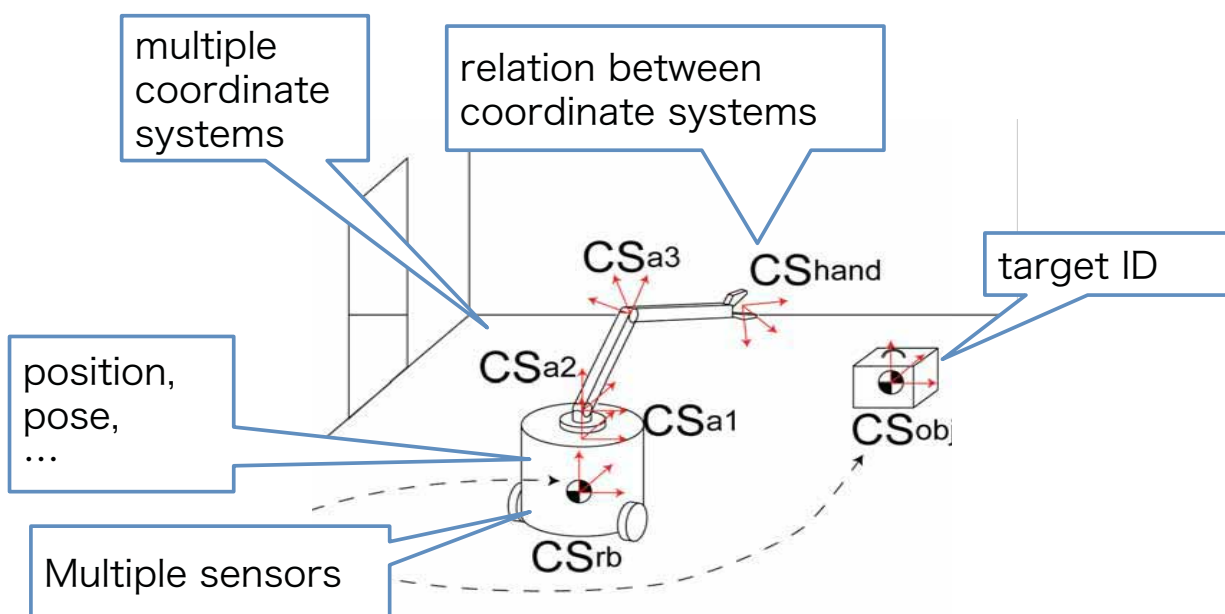 multiple
coordinate
systems
relation between
coordinate systems
CSa3
CShand
target ID
position,
pose,
…
CSa2
CSa1
CSobj
CSrb
Multiple sensors